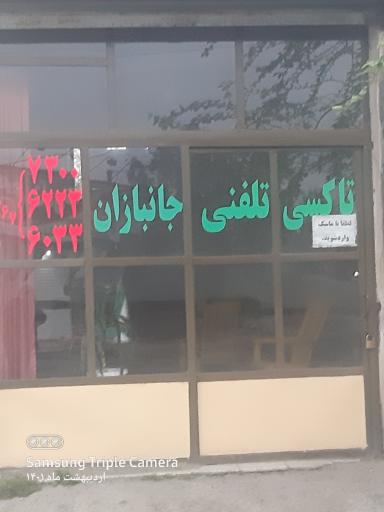 تاکسی تلفنی جانبازان
۷۳۰۰
۶۲۲۳
۶۰۳۳
لطفا با ماسک
وارد شوید.
Samsung Triple Camera
اردیبهشت ماه ۱۴۰۱